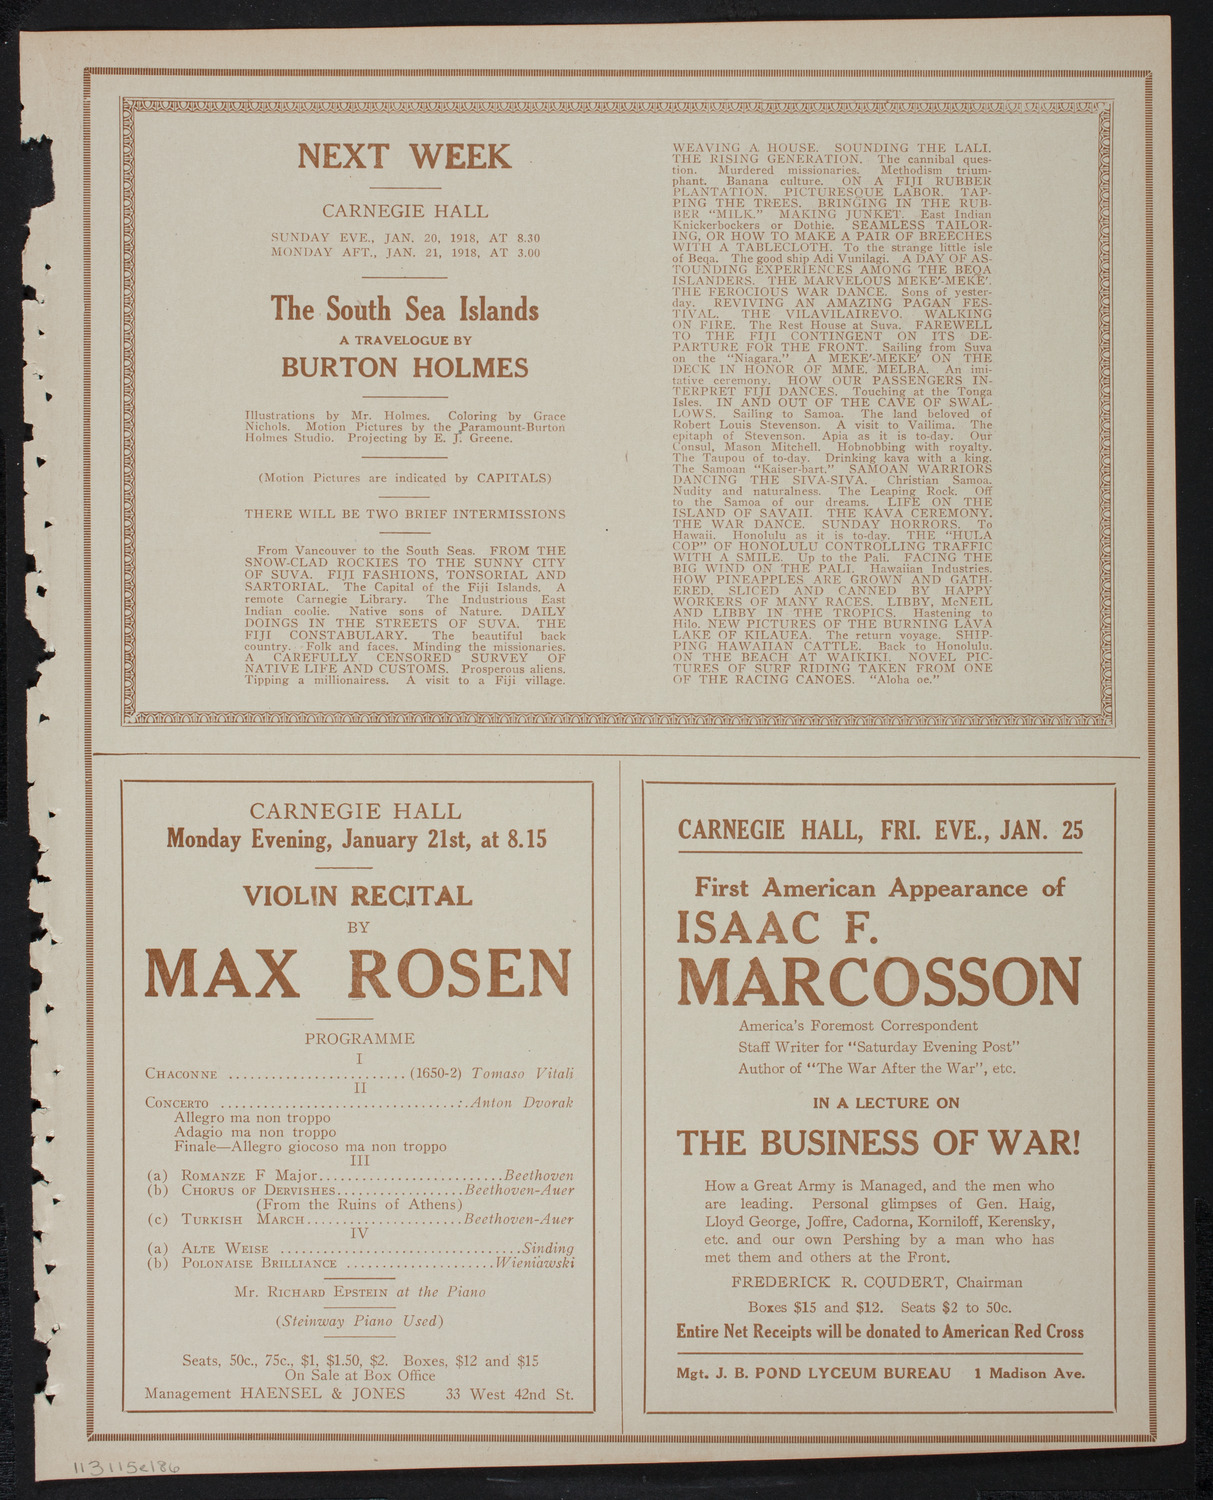 NEXT WEEK
CARNEGIE HALL
SUNDAY EVE., JAN. 20, 1918, AT 8.30
MONDAY AFT., JAN. 21, 1918, AT 3.00
The South Sea Islands
A TRAVELOGUE BY
BURTON HOLMES
Illustrations by Mr. Holmes. Coloring by Grace
Nichols. Motion Pictures by the Paramount-Burton
Holmes Studio. Projecting by E. J. Greene.
(Motion Pictures are indicated by CAPITALS)
THERE WILL BE TWO BRIEF INTERMISSIONS
From Vancouver to the South Seas. FROM THE
SNOW-CLAD ROCKIES TO THE SUNNY CITY
OF SUVA. FIJI FASHIONS, TONSORIAL AND
SARTORIAL. The Capital of the Fiji Islands. A
remote Carnegie Library. The Industrious East
Indian coolie. Native sons of Nature. DAILY
DOINGS IN THE STREETS OF SUVA. THE
FIJI CONSTABULARY. The beautiful back
country. Folk and faces. Minding the missionaries.
A CAREFULLY CENSORED SURVEY OF
NATIVE LIFE AND CUSTOMS. Prosperous aliens.
Tipping a millionairess. A visit to a Fiji village.
WEAVING A HOUSE. SOUNDING THE LALI.
THE RISING GENERATION. The cannibal ques-
tion. Murdered missionaries. Methodism trium-
phant. Banana culture. ON A FIJI RUBBER
PLANTATION. PICTURESQUE LABOR. TAP-
PING THE TREES. BRINGING IN THE RUB-
BER "MILK." MAKING JUNKET. East Indian
Knickerbockers or Dothie. SEAMLESS TAILOR-
ING, OR HOW TO MAKE A PAIR OF BREECHES
WITH A TABLECLOTH. To the strange little isle
of Beqa. The good ship Adi Vunilagi. A DAY OF AS-
TOUNDING EXPERIENCES AMONG THE BEQA
ISLANDERS. THE MARVELOUS MEKE'-MEKE'.
THE FEROCIOUS WAR DANCE. Sons of yester-
day. REVIVING AN AMAZING PAGAN FES-
TIVAL. THE VILAVILAIREVO. WALKING
ON FIRE. The Rest House at Suva. FAREWELL
TO THE FIJI CONTINGENT ON ITS DE-
PARTURE FOR THE FRONT. Sailing from Suva
on the "Niagara." A MEKE'-MEKE' ON THE
DECK IN HONOR OF MME. MELBA. An imi-
tative ceremony. HOW OUR PASSENGERS IN-
TERPRET FIJI DANCES. Touching at the Tonga
Isles. IN AND OUT OF THE CAVE OF SWAL-
LOWS. Sailing to Samoa. The land beloved of
Robert Louis Stevenson. A visit to Vailima. The
epitaph of Stevenson. Apia as it is to-day. Our
Consul, Mason Mitchell. Hobnobbing with royalty.
The Taupou of to-day. Drinking kava with a king.
The Samoan "Kaiser-bart." SAMOAN WARRIORS
DANCING THE SIVA-SIVA. Christian Samoa.
Nudity and naturalness. The Leaping Rock. Off
to the Samoa of our dreams. LIFE ON THE
ISLAND OF SAVAII. THE KAVA CEREMONY.
THE WAR DANCE. SUNDAY HORRORS. To
Hawaii. Honolulu as it is to-day. THE "HULA
COP" OF HONOLULU CONTROLLING TRAFFIC
WITH A SMILE. Up to the Pali. FACING THE
BIG WIND ON THE PALI. Hawaiian Industries.
HOW PINEAPPLES ARE GROWN AND GATH-
ERED, SLICED AND CANNED BY HAPPY
WORKERS OF MANY RACES. LIBBY, McNEIL
AND LIBBY IN THE TROPICS. Hastening to
Hilo. NEW PICTURES OF THE BURNING LAVA
LAKE OF KILAUEA. The return voyage. SHIP-
PING HAWAIIAN CATTLE. Back to Honolulu.
ON THE BEACH AT WAIKIKI. NOVEL PIC-
TURES OF SURF RIDING TAKEN FROM ONE
OF THE RACING CANOES. "Aloha oe."
CARNEGIE HALL
Monday Evening, January 21st, at 8.15
VIOLIN RECITAL
BY
MAX ROSEN
PROGRAMME
I
CHACONNE ......................... (1650-2) Tomaso Vitali
II
CONCERTO .................................:.Anton Dvorak
Allegro ma non troppo
Adagio ma non troppo
Finale—Allegro giocoso ma non troppo
III
(a) ROMANZE F Major..........................Beethoven
(b) CHORUS OF DERVISHES..................Beethoven-Auer
(From the Ruins of Athens)
(c) TURKISH MARCH......................Beethoven-Auer
IV
(a) ALTE WEISE ..................................Sinding
(b) POLONAISE BRILLIANCE .....................Wieniawski
Mr. RICHARD EPSTEIN at the Piano
(Steinway Piano Used)
Seats, 50c., 75c., $1, $1.50, $2. Boxes, $12 and $15
On Sale at Box Office
Management HAENSEL & JONES 33 West 42nd St.
CARNEGIE HALL, FRI. EVE., JAN. 25
First American Appearance of
ISAAC F.
MARCOSSON
America's Foremost Correspondent
Staff Writer for "Saturday Evening Post"
Author of "The War After the War", etc.
IN A LECTURE ON
THE BUSINESS OF WAR!
How a Great Army is Managed, and the men who
are leading. Personal glimpses of Gen. Haig,
Lloyd George, Joffre, Cadorna, Korniloff, Kerensky,
etc. and our own Pershing by a man who has
met them and others at the Front.
FREDERICK R. COUDERT, Chairman
Boxes $15 and $12. Seats $2 to 50c.
Entire Net Receipts will be donated to American Red Cross
Mgt. J. B. POND LYCEUM BUREAU 1 Madison Ave.
113115e186